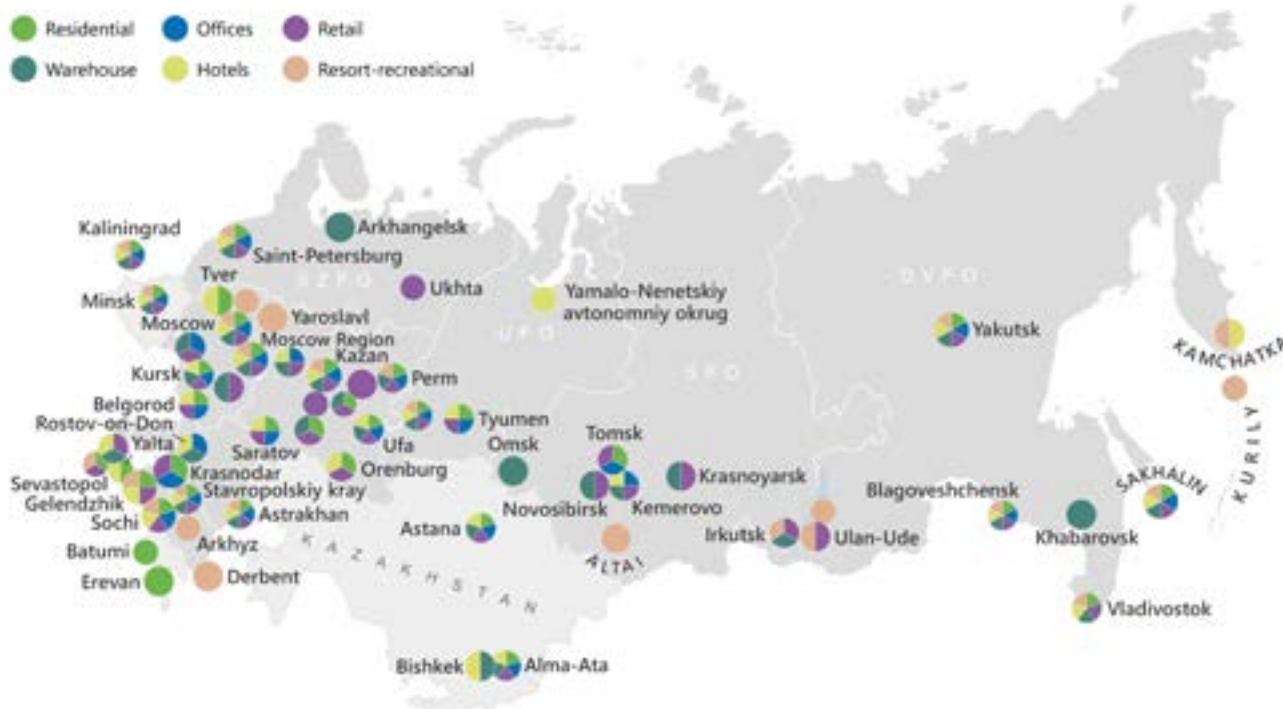 Residential
Offices
Retail
Warehouse
Hotels
Resort-recreational
Kaliningrad
Arkhangelsk
Saint-Petersburg
Tver
SZFO
Ukhta
Yamalo-Nenetskiy
avtonomniy okrug
DVFO
Minsk
Yaroslavl
UFO
Yakutsk
Moscow
Moscow Region
KAMCHATKA
Kazan
SFO
Kursk
Perm
KURILY
Belgorod
Rostov-on-Don
Tyumen
Yalta
Saratov
Ufa
Omsk
Tomsk
Krasnodar
Orenburg
Krasnoyarsk
Sevastopol
Stavropolskiy kray
Blagoveshchensk
SAKHALIN
Gelendzhik
Novosibirsk
Kemerovo
Sochi
Astrakhan
Astana
Irkutsk
Ulan-Ude
Khabarovsk
Arkhyz
ALTAI
Batumi
KAZAKHSTAN
Erevan
Derbent
Vladivostok
Bishkek
Alma-Ata